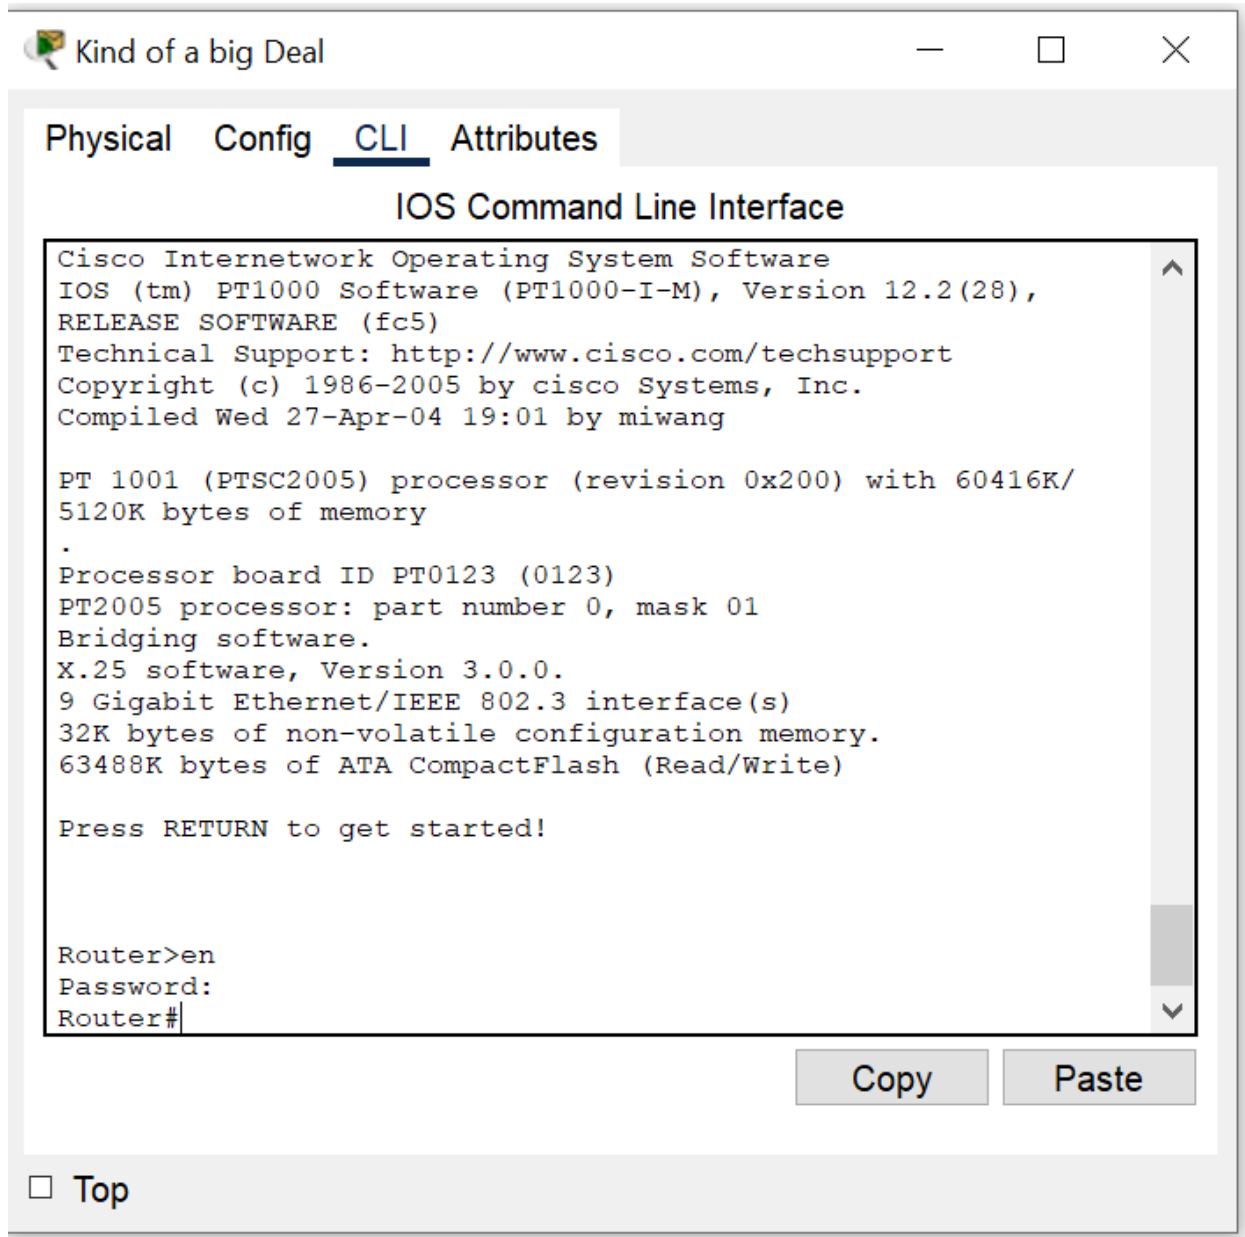 Kind of a big Deal
Physical Config CLI Attributes
IOS Command Line Interface
Cisco Internetwork Operating System Software
IOS (tm) PT1000 Software (PT1000-I-M), Version 12.2(28),
RELEASE SOFTWARE (fc5)
Technical Support: http://www.cisco.com/techsupport
Copyright (c) 1986-2005 by cisco Systems, Inc.
Compiled Wed 27-Apr-04 19:01 by miwang
PT 1001 (PTSC2005) processor (revision 0x200) with 60416K/
5120K bytes of memory
.
Processor board ID PT0123 (0123)
PT2005 processor: part number 0, mask 01
Bridging software.
X.25 software, Version 3.0.0.
9 Gigabit Ethernet/IEEE 802.3 interface(s)
32K bytes of non-volatile configuration memory.
63488K bytes of ATA CompactFlash (Read/Write)
Press RETURN to get started!
Router>en
Password:
Router#
Copy Paste
Top